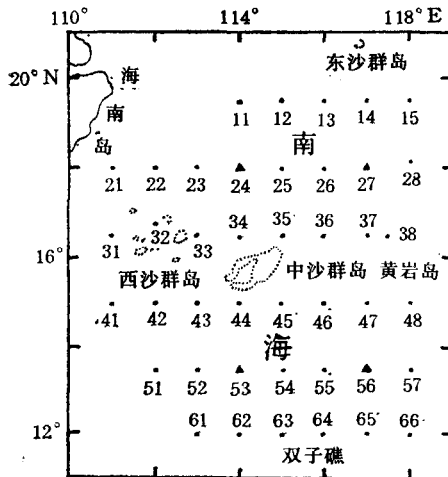 110° 114° 118°E
东沙群岛
20°N 海
南
岛
11 12 13 14 15
南
21 22 23 24 25 26 27 28
34 35 36 37
31 32 33 38
16° 西沙群岛 中沙群岛 黄岩岛
41 42 43 44 45 46 47 48
海
51 52 53 54 55 56 57
61 62 63 64 65 66
12°
双子礁